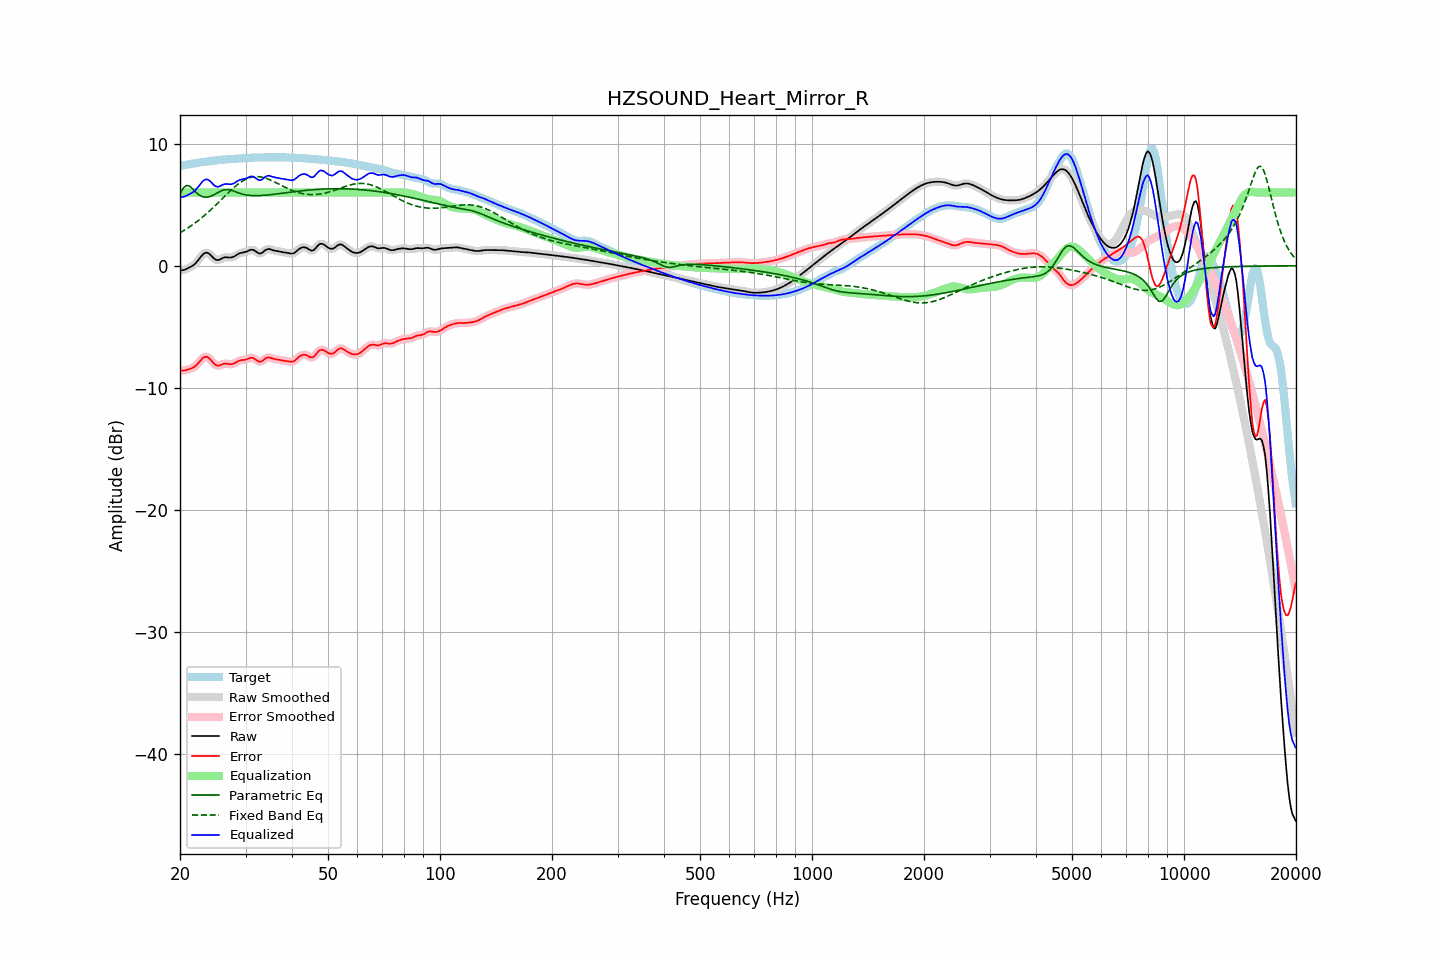 HZSOUND_Heart_Mirror_R
Amplitude (dBr)
10
0
−10
−20
−30
−40
Target
Raw Smoothed
Error Smoothed
Raw
Error
Equalization
Parametric Eq
Fixed Band Eq
Equalized
20 50 100 200 500 1000 2000 5000 10000 20000
Frequency (Hz)